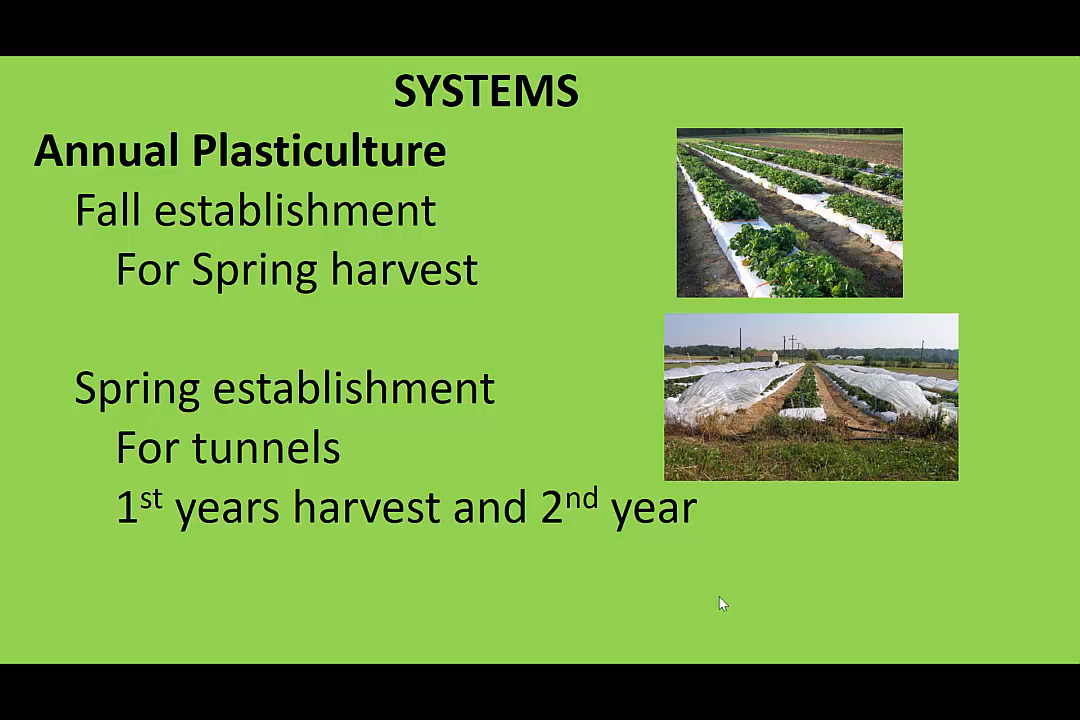 SYSTEMS
Annual Plasticulture
Fall establishment
For Spring harvest
Spring establishment
For tunnels
1st years harvest and 2nd year